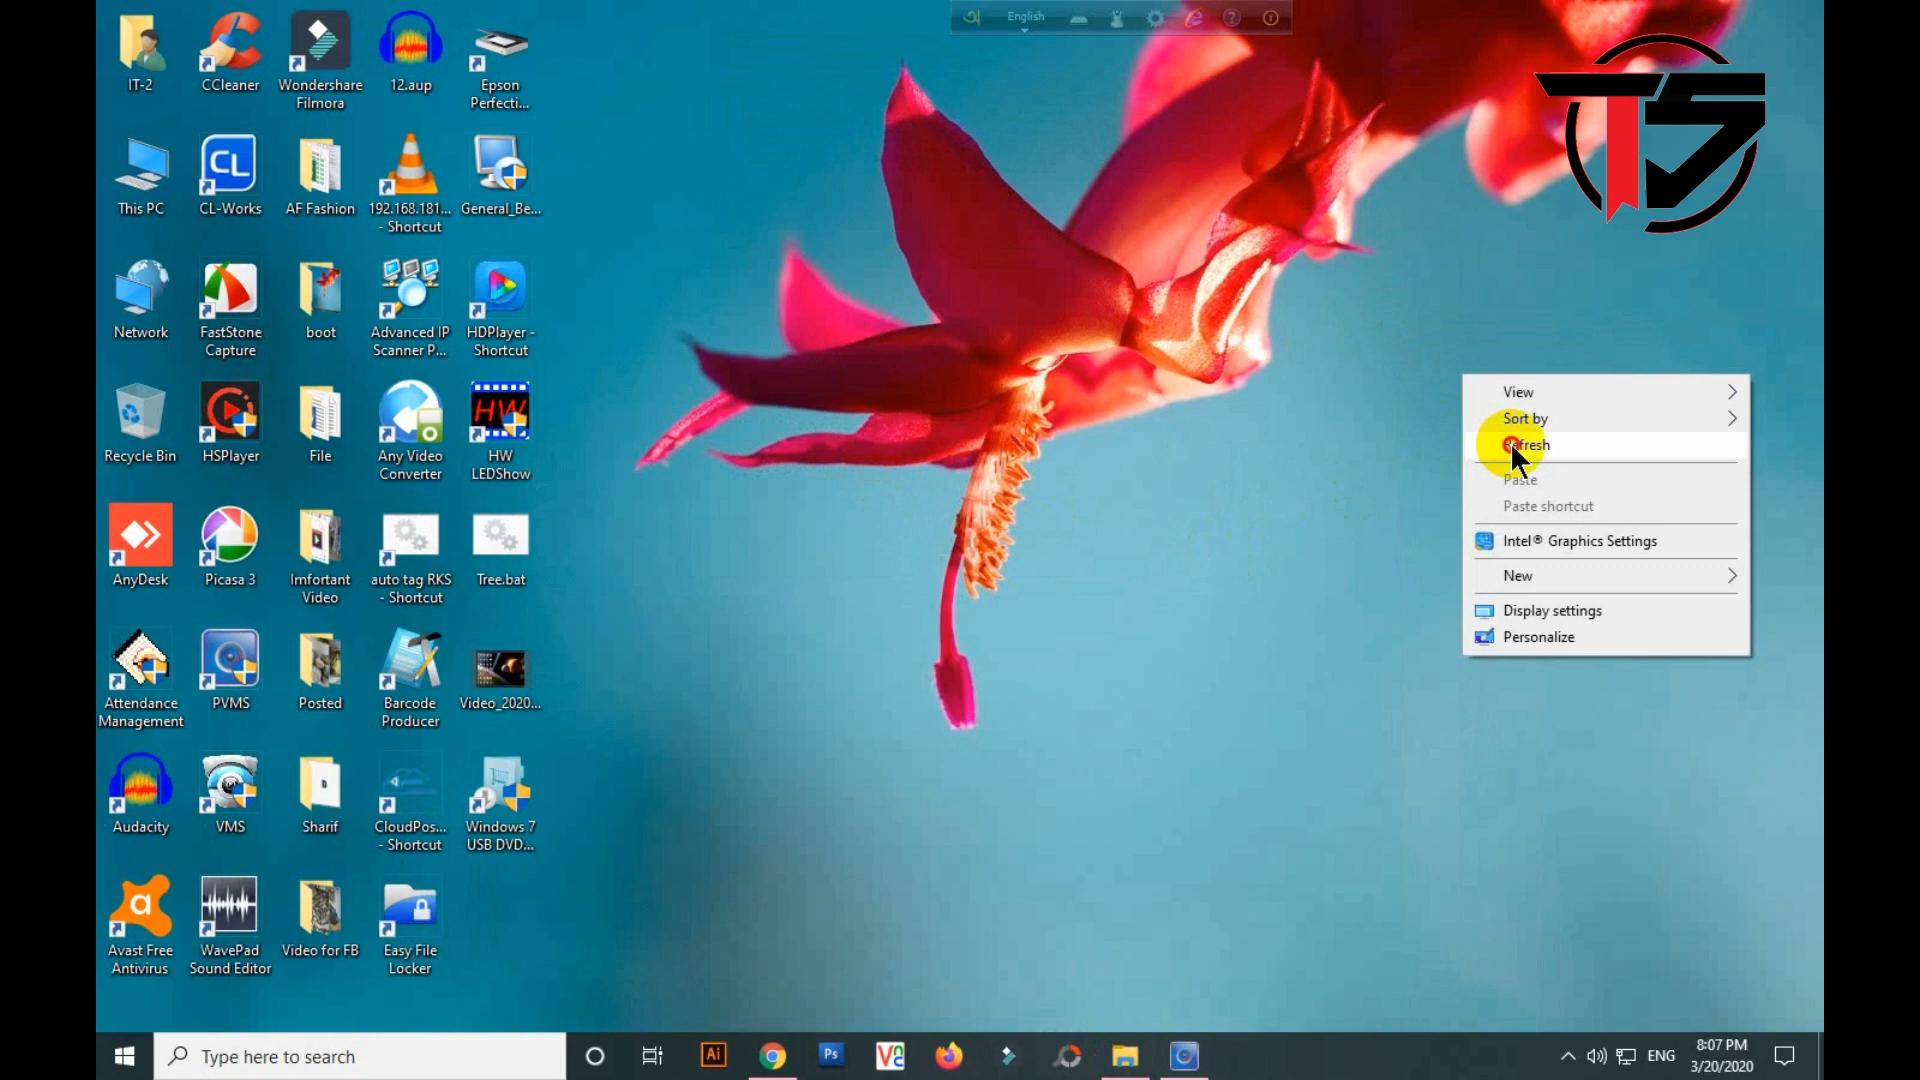 English
IT-2
CCleaner
Wondershare
Filmora
12.aup
Epson
Perfecti...
This PC
CL
CL-Works
AF Fashion
192.168.181...
- Shortcut
General_Be...
Network
FastStone
Capture
boot
Advanced IP
Scanner P...
HDPlayer -
Shortcut
Recycle Bin
HSPlayer
File
Any Video
Converter
HW
HW
LEDShow
AnyDesk
Picasa 3
Imfortant
Video
auto tag RKS
- Shortcut
Tree.bat
Attendance
Management
PVMS
Posted
Barcode
Producer
Video_2020...
Audacity
VMS
Sharif
CloudPos...
- Shortcut
Windows 7
USB DVD...
Avast Free
Antivirus
WavePad
Sound Editor
Video for FB
Easy File
Locker
View
Sort by
Refresh
Paste
Paste shortcut
Intel® Graphics Settings
New
Display settings
Personalize
Type here to search
Ai
Ps
ENG
8:07 PM
3/20/2020